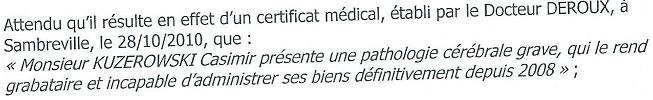 Attendu qu'il résulte en effet d'un certificat médical, établi par le Docteur DEROUX, à
Sambreville, le 28/10/2010, que :
« Monsieur KUZEROWSKI Casimir présente une pathologie cérébrale grave, qui le rend
grabataire et incapable d'administrer ses biens définitivement depuis 2008 » ;